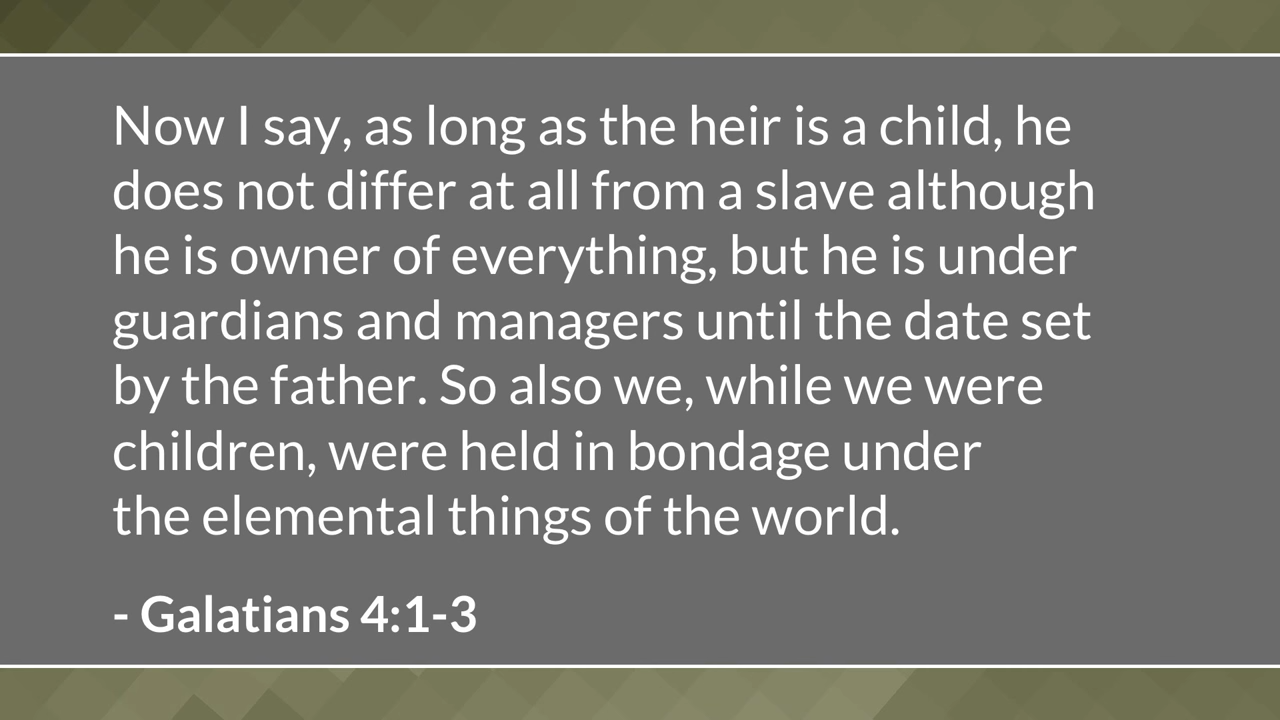 Now I say, as long as the heir is a child, he
does not differ at all from a slave although
he is owner of everything, but he is under
guardians and managers until the date set
by the father. So also we, while we were
children, were held in bondage under
the elemental things of the world.
- Galatians 4:1-3